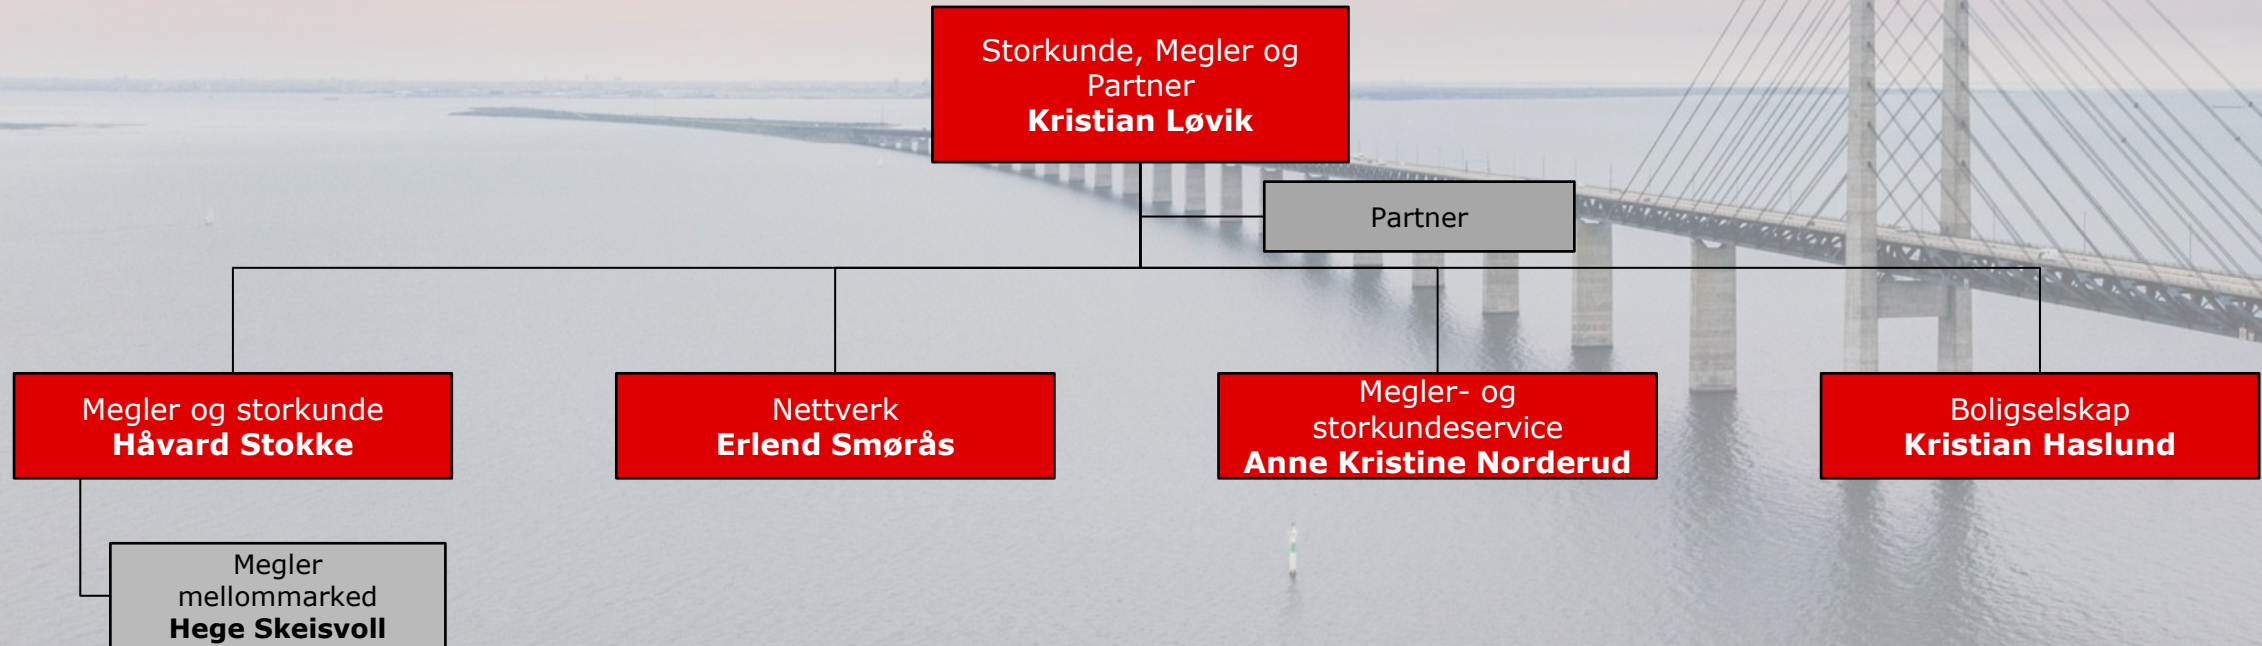 Storkunde, Megler og
Partner
Kristian Løvik
Partner
Megler og storkunde
Håvard Stokke
Nettverk
Erlend Smørås
Megler- og
storkundeservice
Anne Kristine Norderud
Boligselskap
Kristian Haslund
Megler
mellommarked
Hege Skeisvoll